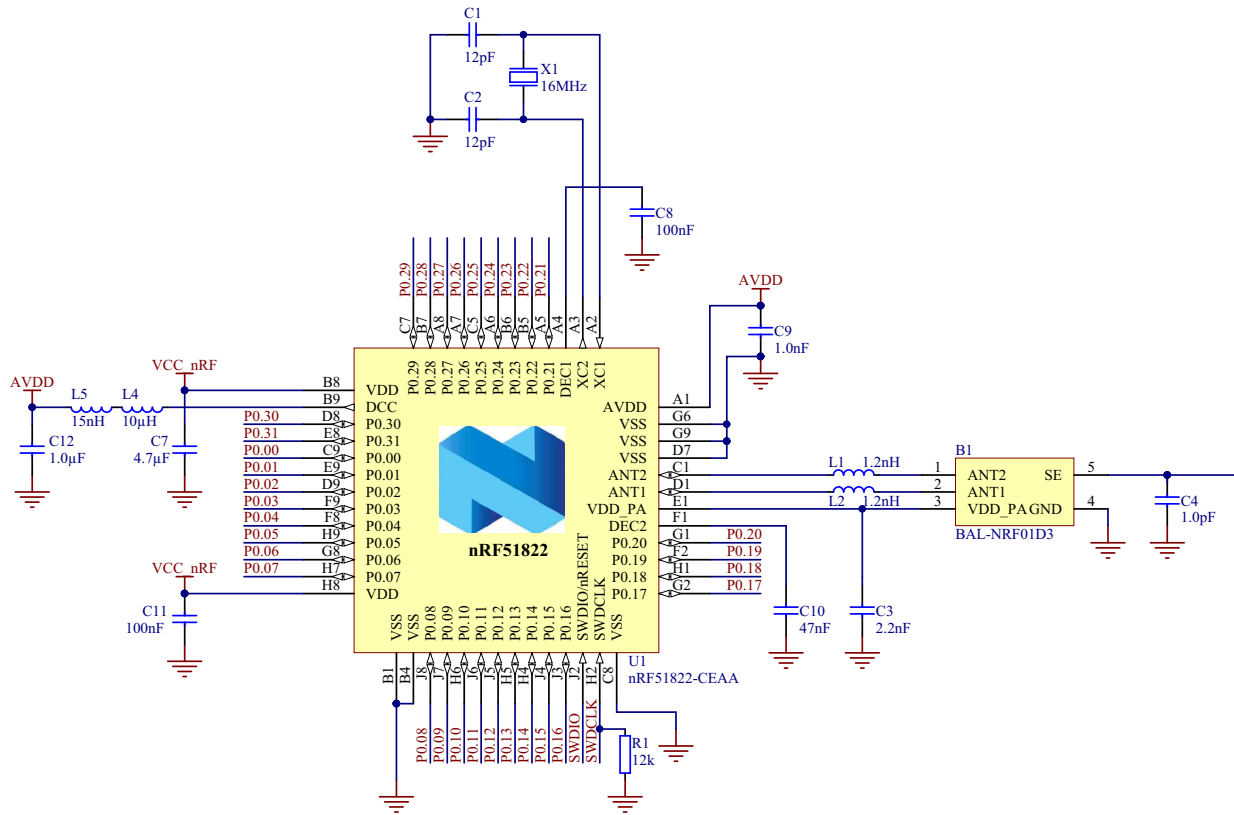 C1
12pF
X1
16MHz
C2
12pF
C8
100nF
P0.29
P0.28
P0.27
P0.26
P0.25
P0.24
P0.23
P0.22
P0.21
C7
B7
A8
A7
C5
A6
B6
B5
A5
A4
A3
A2
P0.29
P0.28
P0.27
P0.26
P0.25
P0.24
P0.23
P0.22
P0.21
DEC1
XC2
XC1
AVDD
C9
1.0nF
VCC_nRF
AVDD
L5
15nH
L4
10µH
C12
1.0µF
C7
4.7µF
B8 VDD
B9 DCC
P0.30 D8 P0.30
P0.31 E8 P0.31
P0.00 C9 P0.00
P0.01 E9 P0.01
P0.02 D9 P0.02
P0.03 F9 P0.03
P0.04 F8 P0.04
P0.05 H9 P0.05
P0.06 G8 P0.06
P0.07 H7 P0.07
H8 VDD
VCC_nRF
C11
100nF
nRF51822
AVDD A1
VSS G6
VSS G9
VSS D7
ANT2 C1
ANT1 D1
VDD_PA E1
DEC2 F1
P0.20 G1 P0.20
P0.19 F2 P0.19
P0.18 H1 P0.18
P0.17 G2 P0.17
L1 1.2nH
L2 1.2nH
B1
1 ANT2 SE 5
2 ANT1
3 VDD_PA GND 4
BAL-NRF01D3
C4
1.0pF
C10
47nF
C3
2.2nF
VSS
VSS
P0.08
P0.09
P0.10
P0.11
P0.12
P0.13
P0.14
P0.15
P0.16
SWDIO/nRESET
SWDCLK
VSS
U1
nRF51822-CEAA
B1
B4
J8
J7
H6
J6
J5
H5
H4
J4
J3
J2
H2
C8
P0.08
P0.09
P0.10
P0.11
P0.12
P0.13
P0.14
P0.15
P0.16
SWDIO
SWDCLK
R1
12k